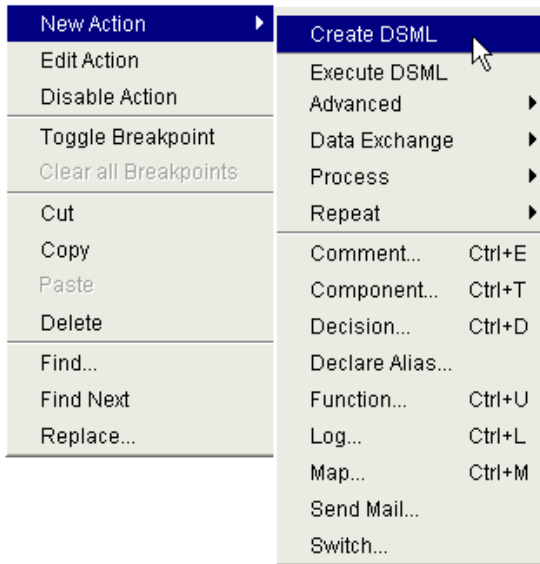 New Action
Edit Action
Disable Action
Toggle Breakpoint
Clear all Breakpoints
Cut
Copy
Paste
Delete
Find...
Find Next
Replace...
Create DSML
Execute DSML
Advanced
Data Exchange
Process
Repeat
Comment... Ctrl+E
Component... Ctrl+T
Decision... Ctrl+D
Declare Alias...
Function... Ctrl+U
Log... Ctrl+L
Map... Ctrl+M
Send Mail...
Switch...